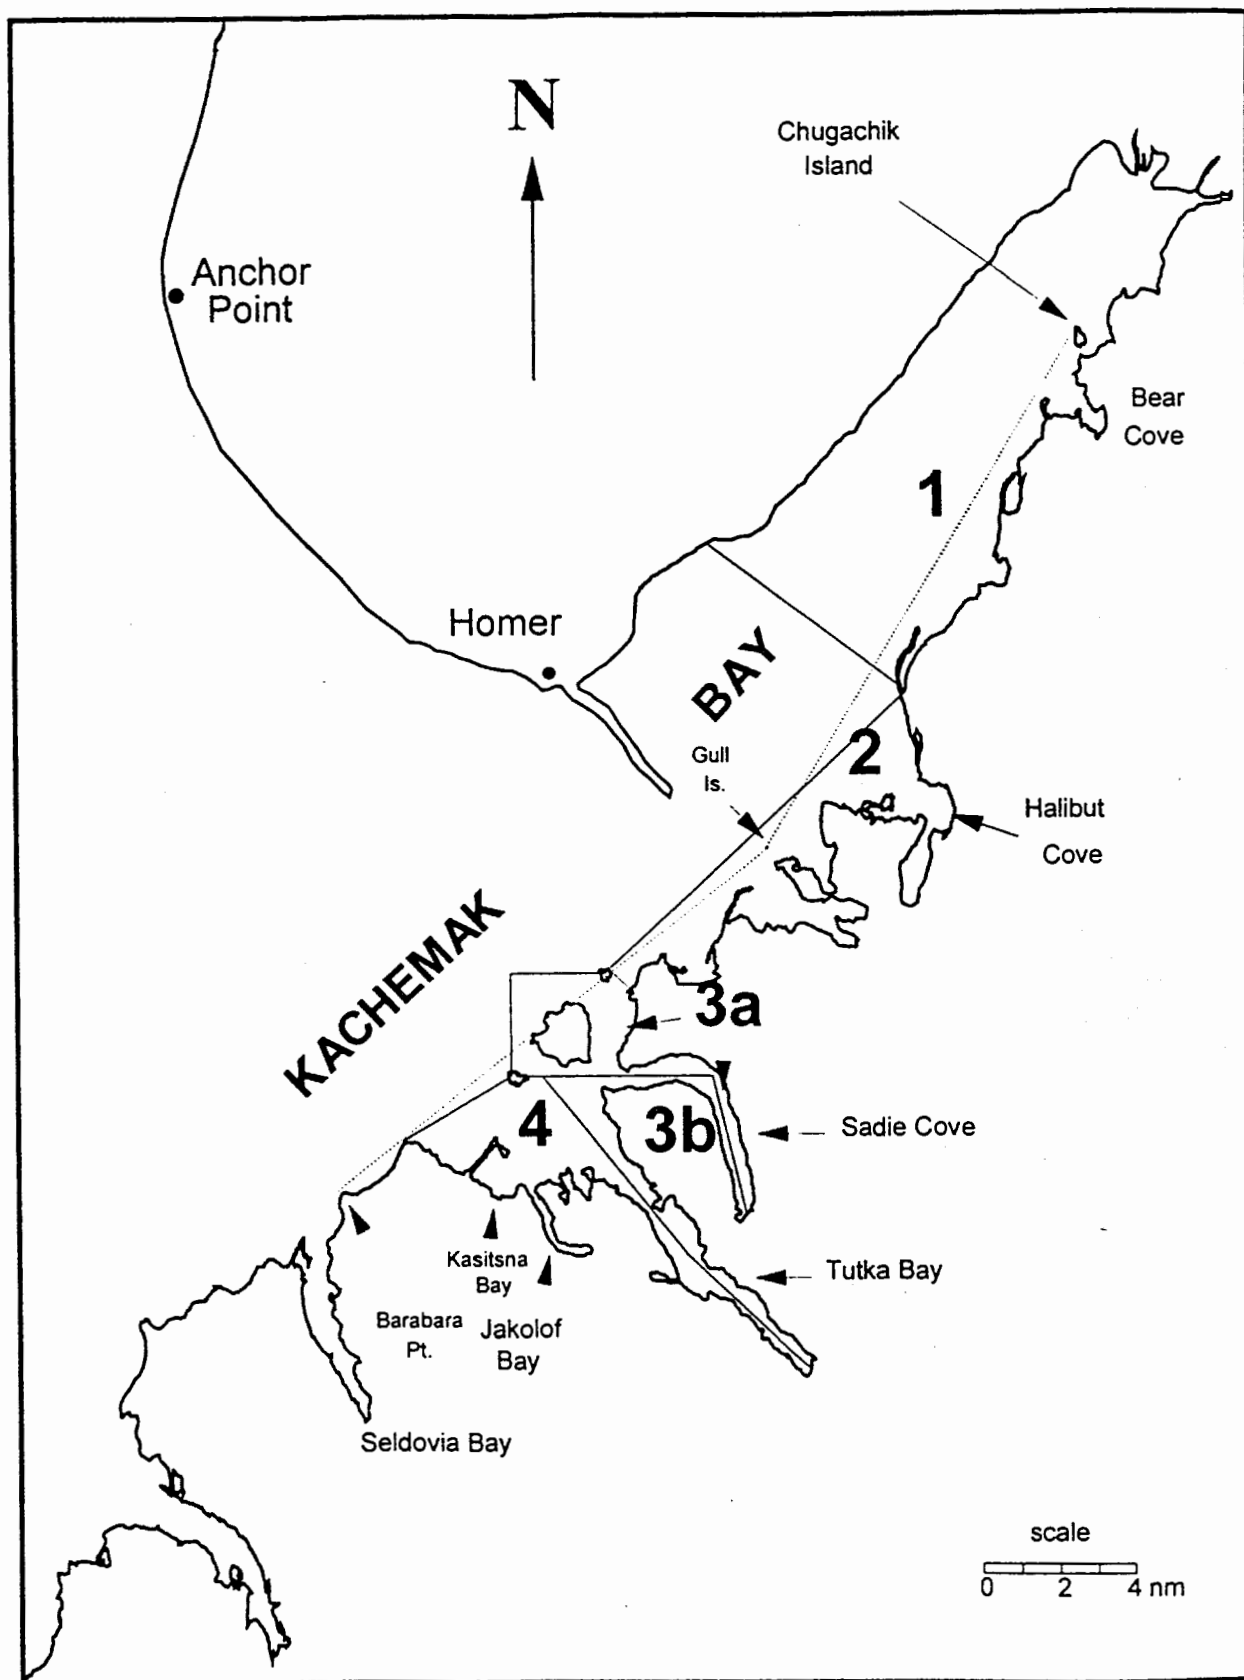 N
Chugachik
Island
Anchor
Point
Bear
Cove
1
Homer
BAY
Gull
Is.
2
Halibut
Cove
KACHEMAK
3a
4
3b
Sadie Cove
Kasitsna
Bay
Tutka Bay
Barabara
Pt.
Jakolof
Bay
Seldovia Bay
scale
0 2 4 nm